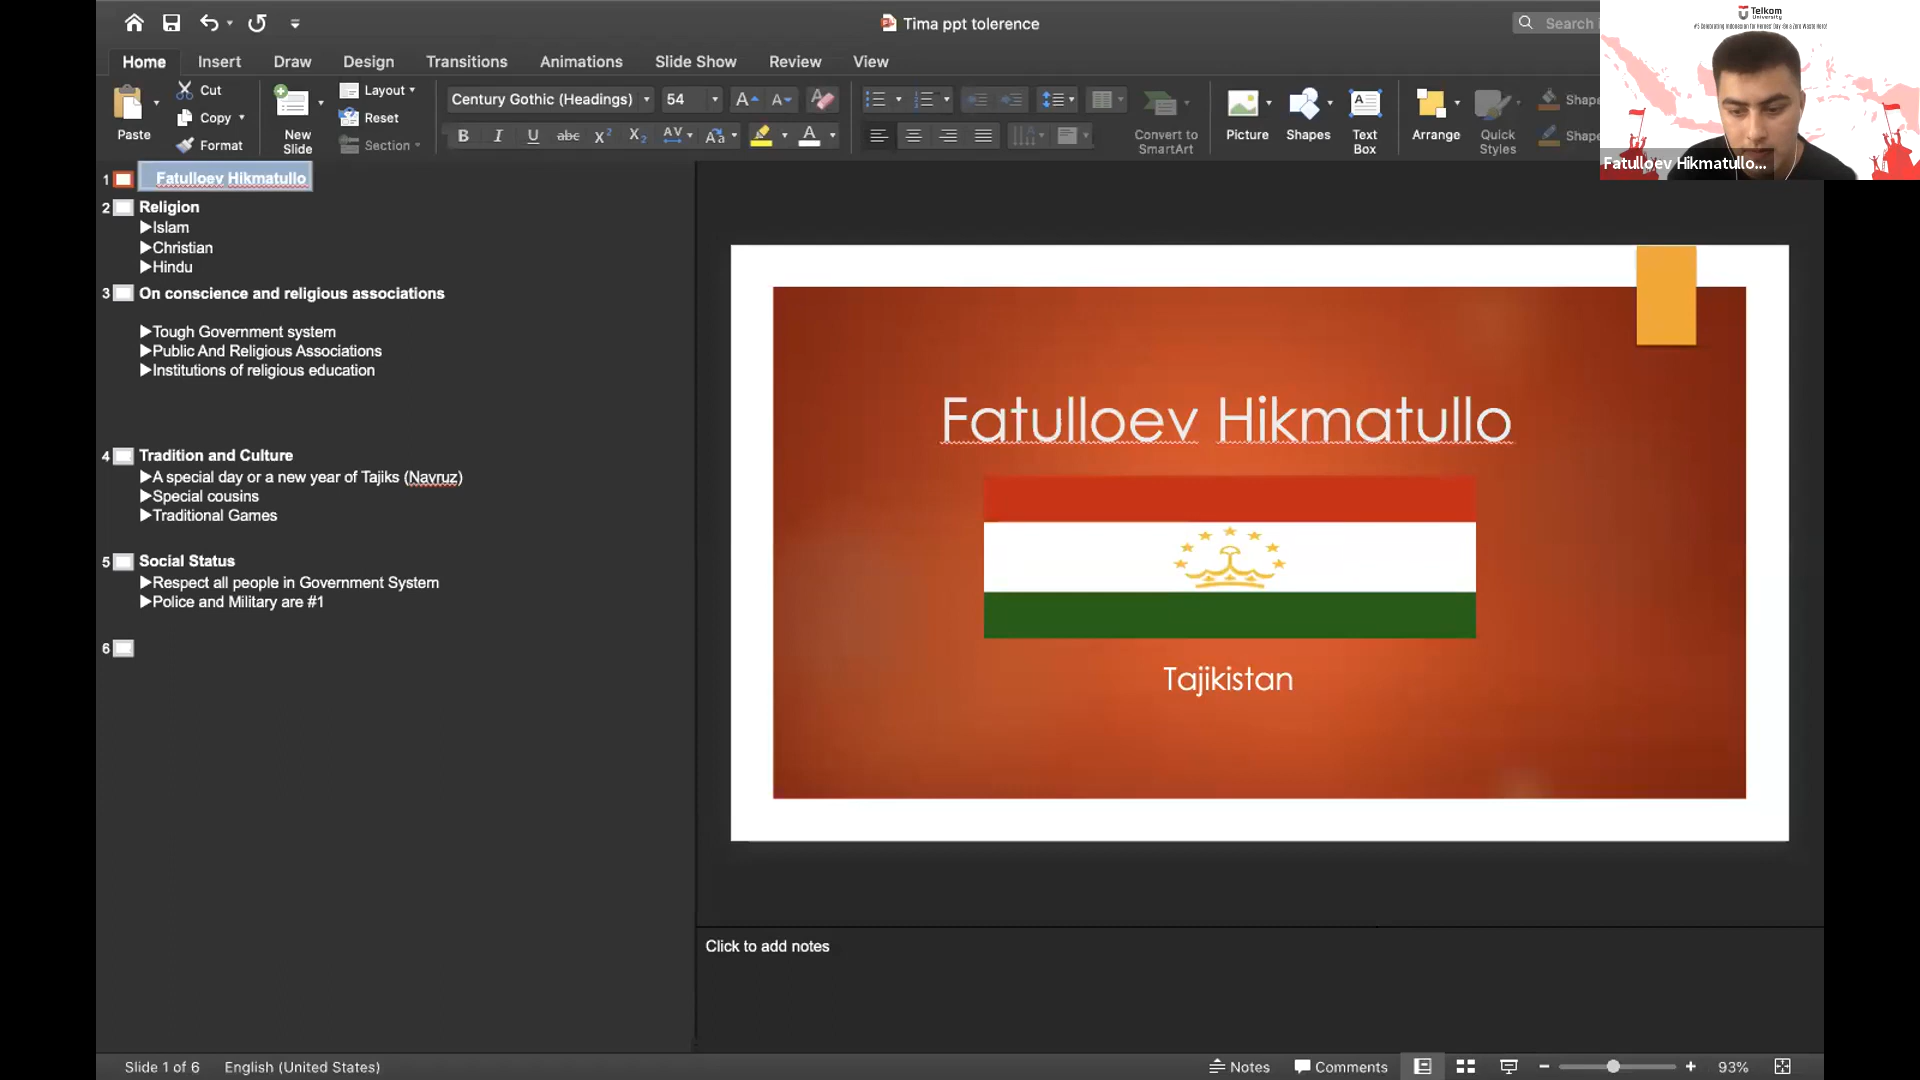 Tima ppt tolerence
Search
Telkom
University
Home Insert Draw Design Transitions Animations Slide Show Review View
Paste
Cut
Copy
Format
New
Slide
Layout
Reset
Section
Century Gothic (Headings) 54
Convert to
SmartArt
Picture
Shapes
Text
Box
Arrange
Quick
Styles
Shape
Shape
Fatulloev Hikmatullo...
1 Fatulloev Hikmatullo
2 Religion
▶Islam
▶Christian
▶Hindu
3 On conscience and religious associations
▶Tough Government system
▶Public And Religious Associations
▶Institutions of religious education
4 Tradition and Culture
▶A special day or a new year of Tajiks (Navruz)
▶Special cousins
▶Traditional Games
5 Social Status
▶Respect all people in Government System
▶Police and Military are #1
6
Fatulloev Hikmatullo
Tajikistan
Click to add notes
Slide 1 of 6 English (United States) Notes Comments 93%